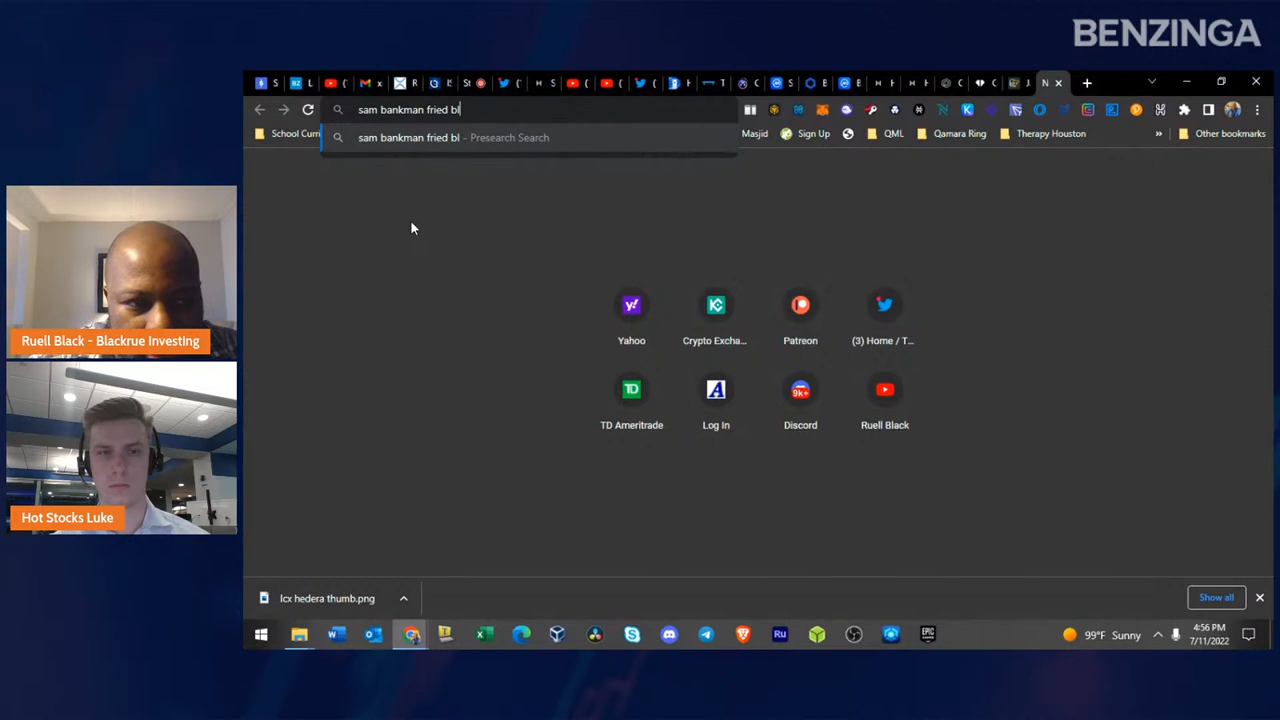 BENZINGA
sam bankman fried bl
School Curri
Masjid
Sign Up
QML
Qamara Ring
Therapy Houston
»
Other bookmarks
sam bankman fried bl - Presearch Search
Yahoo
Crypto Excha...
Patreon
(3) Home / T...
TD Ameritrade
Log In
Discord
Ruell Black
9k+
Ruell Black - Blackrue Investing
Hot Stocks Luke
lcx hedera thumb.png
Show all
99°F Sunny
4:56 PM
7/11/2022